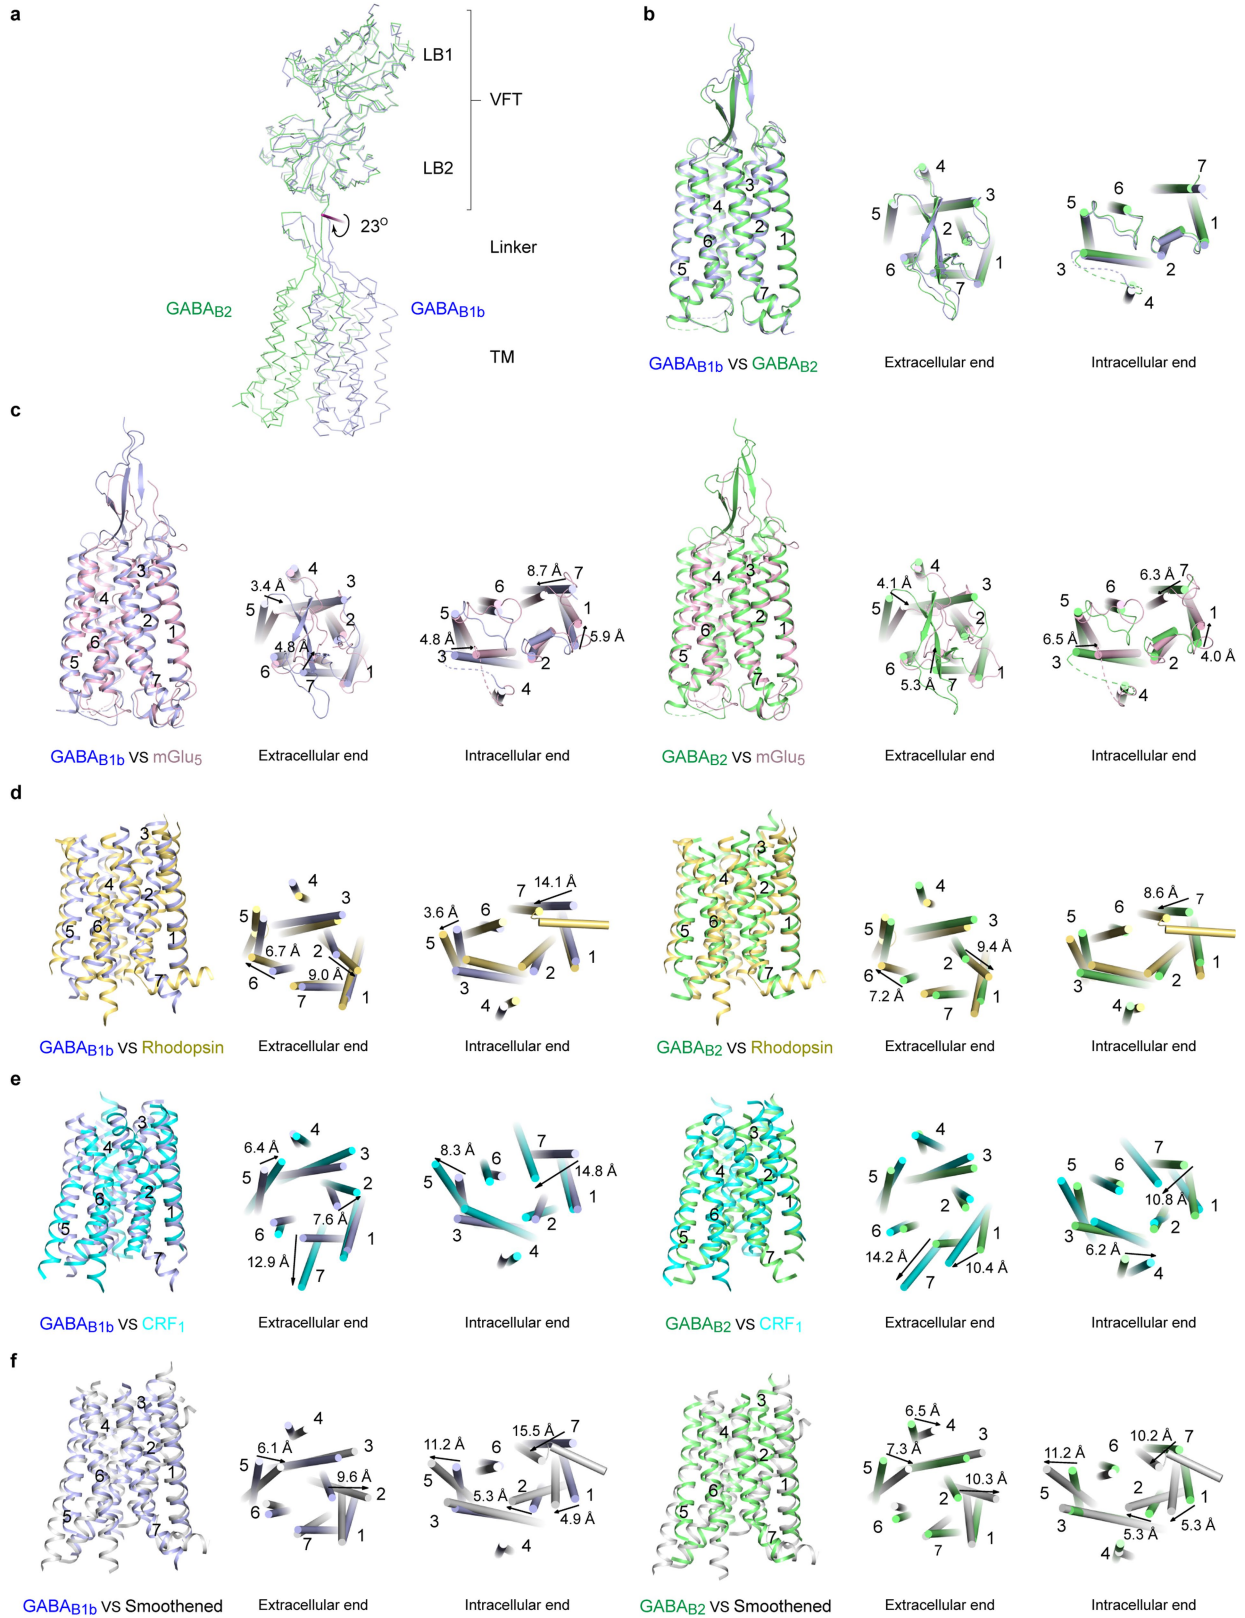 a
LB1
VFT
LB2
23°
Linker
GABA_B2
GABA_B1b
TM
b
3
4
2
6
1
5
7
GABA_B1b VS GABA_B2
4
5
3
2
6
1
7
Extracellular end
7
6
5
1
3
2
4
Intracellular end
c
3
4
2
1
6
5
7
GABA_B1b VS mGlu5
4
3.4 Å
3
5
2
4.8 Å
6
7
1
Extracellular end
8.7 Å
7
6
5
1
4.8 Å
5.9 Å
3
2
4
Intracellular end
3
4
2
1
6
5
7
GABA_B2 VS mGlu5
4
4.1 Å
3
5
2
6
5.3 Å
7
1
Extracellular end
6.3 Å
7
6
5
1
6.5 Å
3
2
4.0 Å
4
Intracellular end
d
3
4
2
6
5
1
7
GABA_B1b VS Rhodopsin
4
3
5
6.7 Å
2
6
9.0 Å
7
1
Extracellular end
14.1 Å
7
3.6 Å
6
5
3
2
1
4
Intracellular end
3
4
2
6
5
1
7
GABA_B2 VS Rhodopsin
4
3
5
2
9.4 Å
6
7.2 Å
7
1
Extracellular end
8.6 Å
7
6
5
3
2
1
4
Intracellular end
e
3
4
6
2
5
1
7
GABA_B1b VS CRF1
4
6.4 Å
3
5
2
7.6 Å
6
1
12.9 Å
7
Extracellular end
7
8.3 Å
6
14.8 Å
5
1
3
2
4
Intracellular end
3
4
2
6
1
5
7
GABA_B2 VS CRF1
4
3
5
2
6
1
14.2 Å
7
10.4 Å
Extracellular end
7
6
5
10.8 Å
1
3
2
6.2 Å
4
Intracellular end
f
3
4
2
6
1
5
7
GABA_B1b VS Smoothened
4
6.1 Å
3
5
9.6 Å
2
6
7
1
Extracellular end
15.5 Å
7
11.2 Å
6
5
2
5.3 Å
1
3
4.9 Å
4
Intracellular end
3
4
2
6
1
5
7
GABA_B2 VS Smoothened
6.5 Å
4
7.3 Å
3
5
10.3 Å
2
6
7
1
Extracellular end
10.2 Å
7
11.2 Å
6
5
2
1
3
5.3 Å
5.3 Å
4
Intracellular end